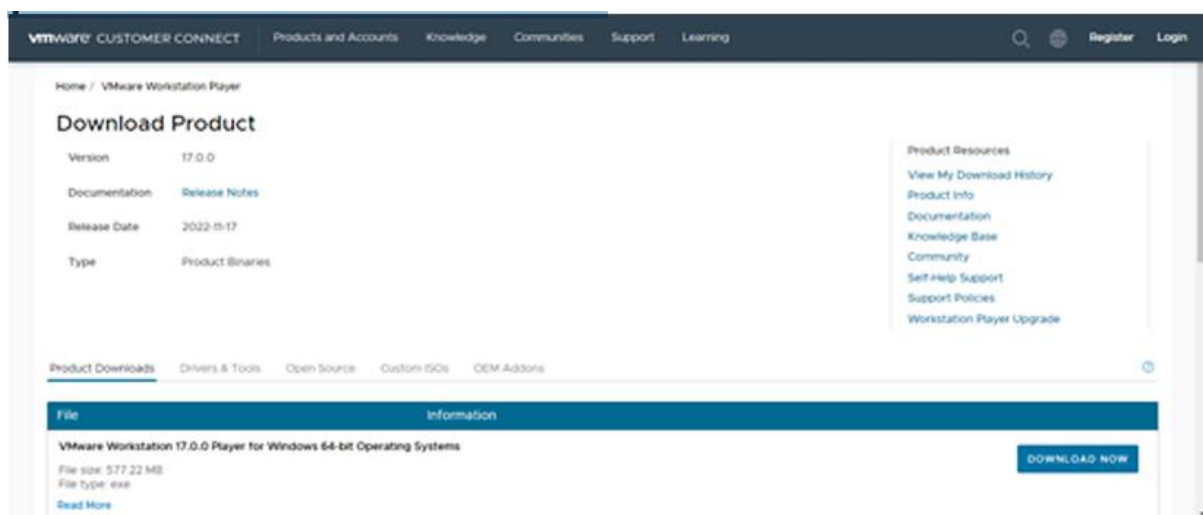 vmware CUSTOMER CONNECT Products and Accounts Knowledge Communities Support Learning Register Login
Home / VMware Workstation Player
Download Product
Version 17.0.0
Documentation Release Notes
Release Date 2022-11-17
Type Product Binaries
Product Resources
View My Download History
Product Info
Documentation
Knowledge Base
Community
Self-Help Support
Support Policies
Workstation Player Upgrade
Product Downloads Drivers & Tools Open Source Custom ISOs OEM Addons
File Information
VMware Workstation 17.0.0 Player for Windows 64-bit Operating Systems
File size: 577.22 MB
File type: exe
Read More
DOWNLOAD NOW